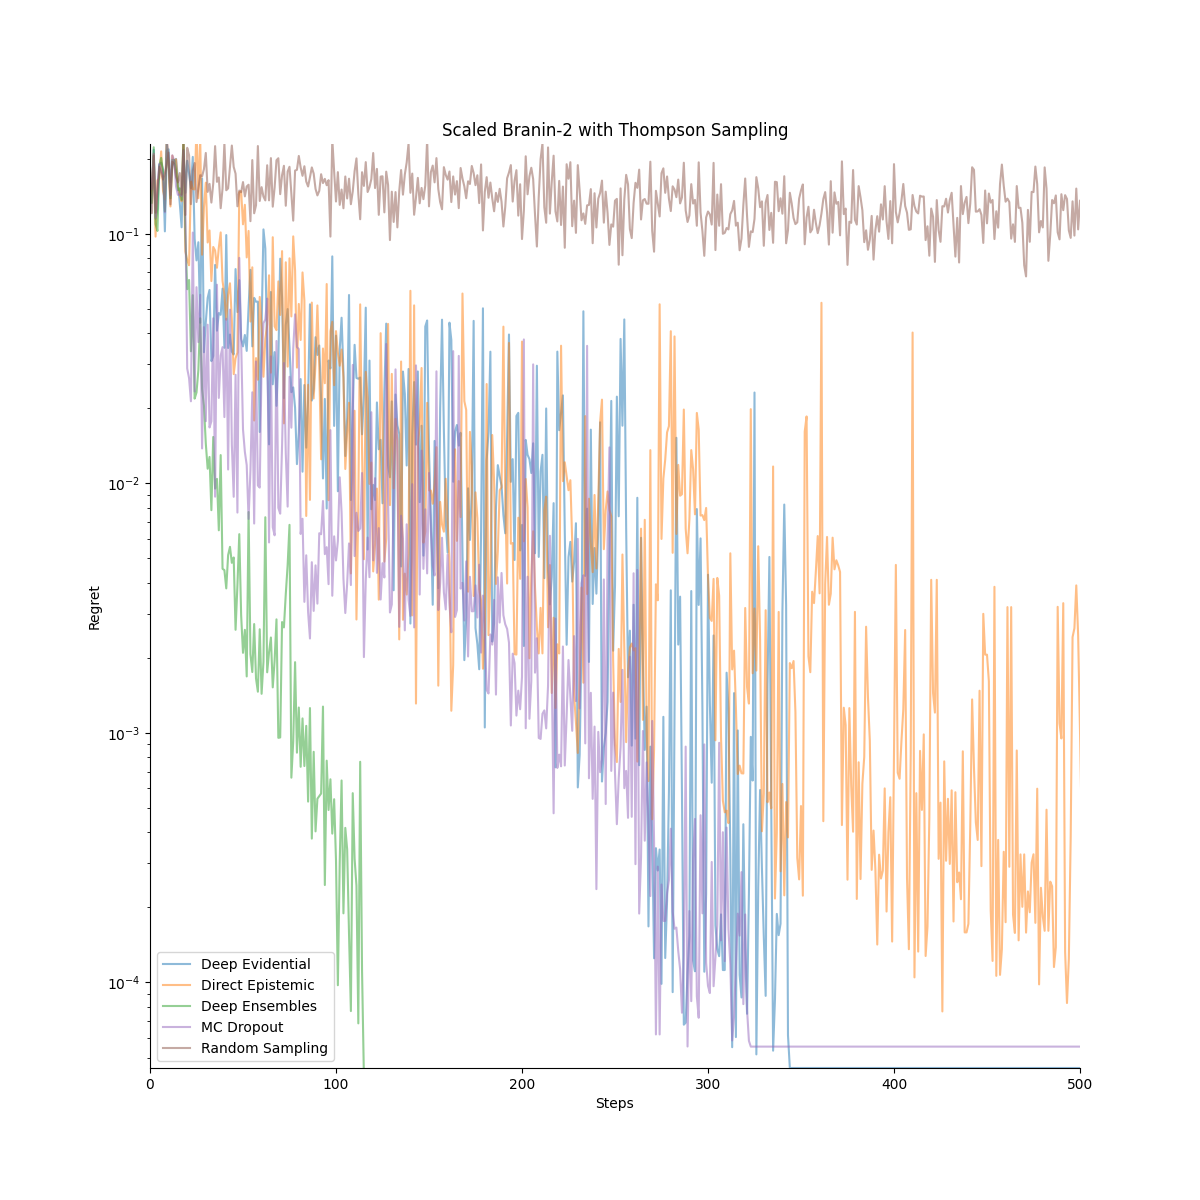 Scaled Branin-2 with Thompson Sampling
Regret
10⁻¹
10⁻²
10⁻³
10⁻⁴
Deep Evidential
Direct Epistemic
Deep Ensembles
MC Dropout
Random Sampling
0 100 200 300 400 500
Steps